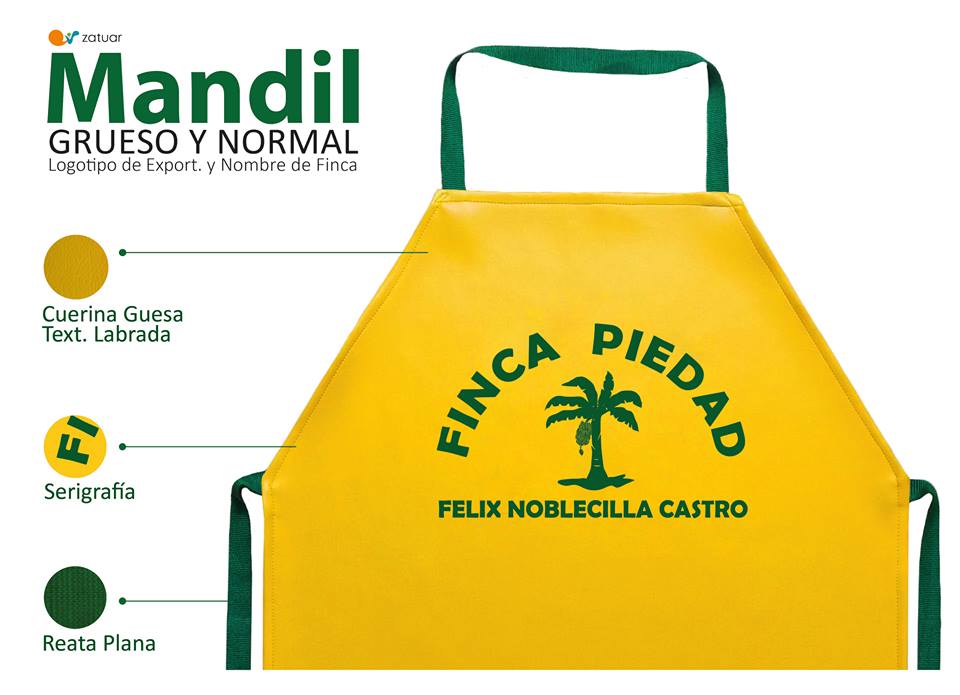 zatuar
Mandil
GRUESO Y NORMAL
Logotipo de Export. y Nombre de Finca
Cuerina Guesa
Text. Labrada
FI
Serigrafía
Reata Plana
FINCA PIEDAD
FELIX NOBLECILLA CASTRO